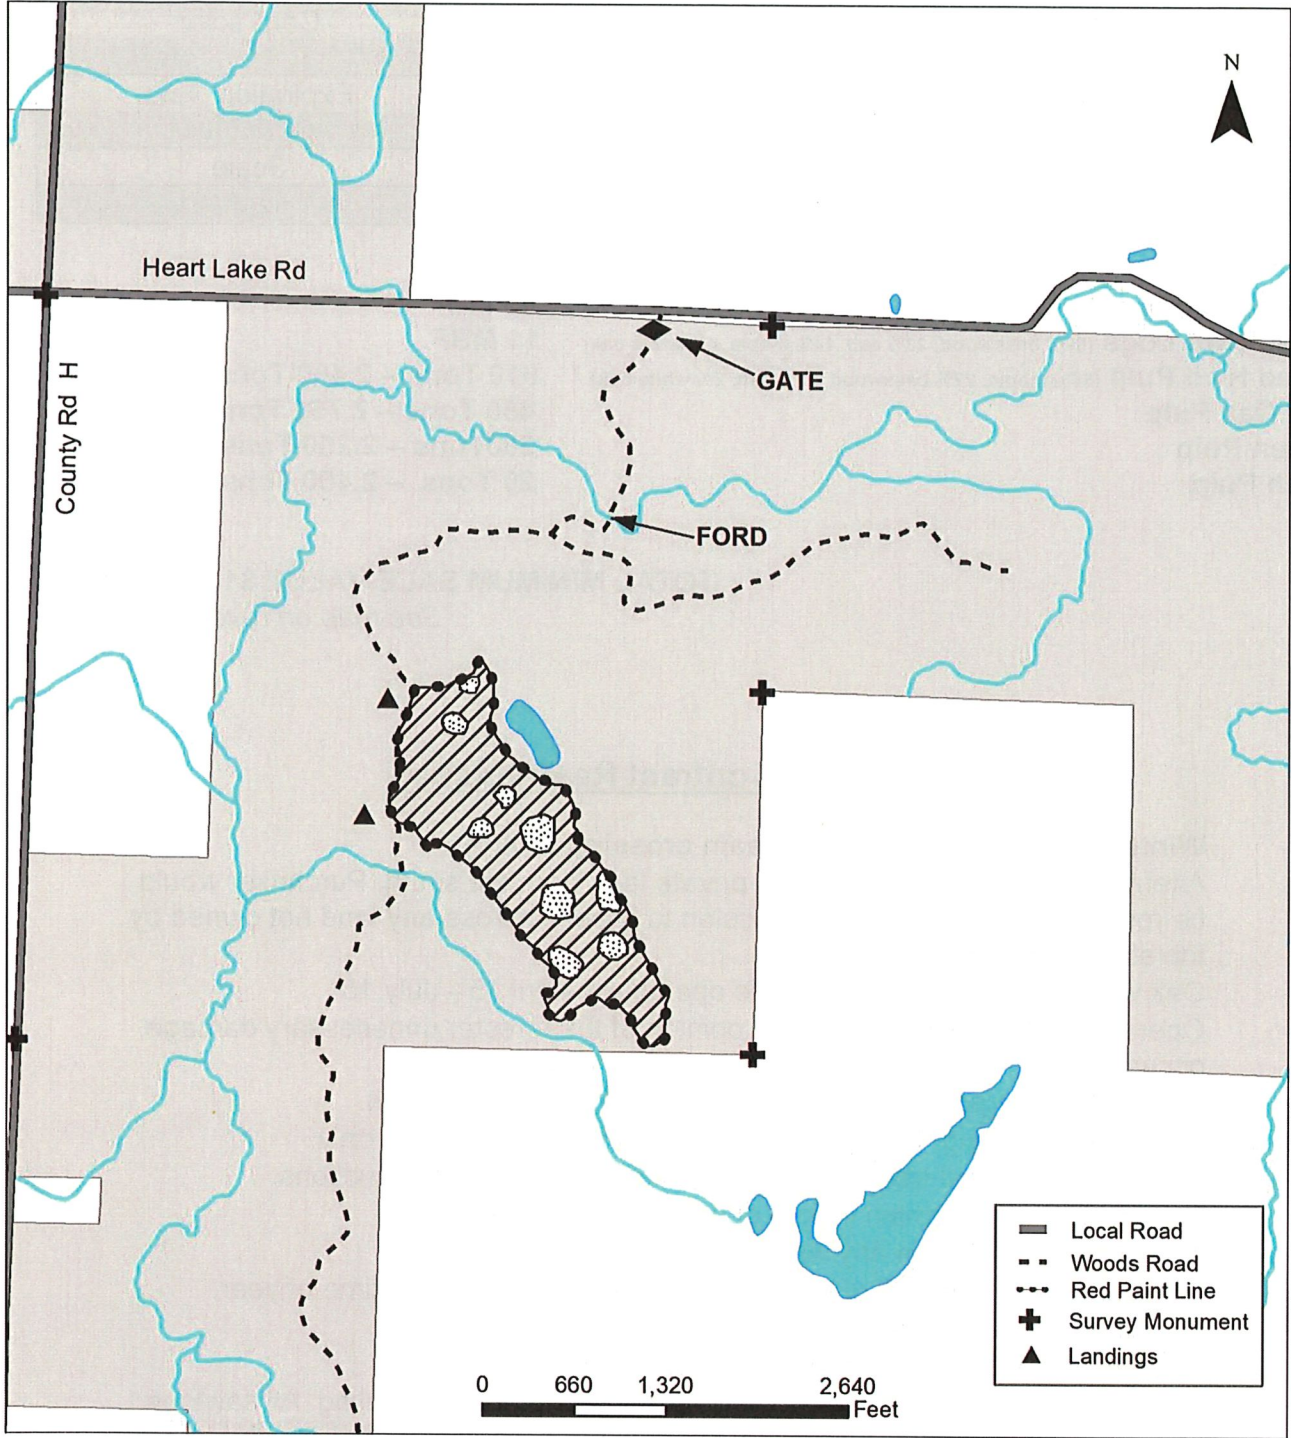 N
Heart Lake Rd
County Rd H
GATE
FORD
Local Road
Woods Road
Red Paint Line
Survey Monument
Landings
0 660 1,320 2,640
Feet